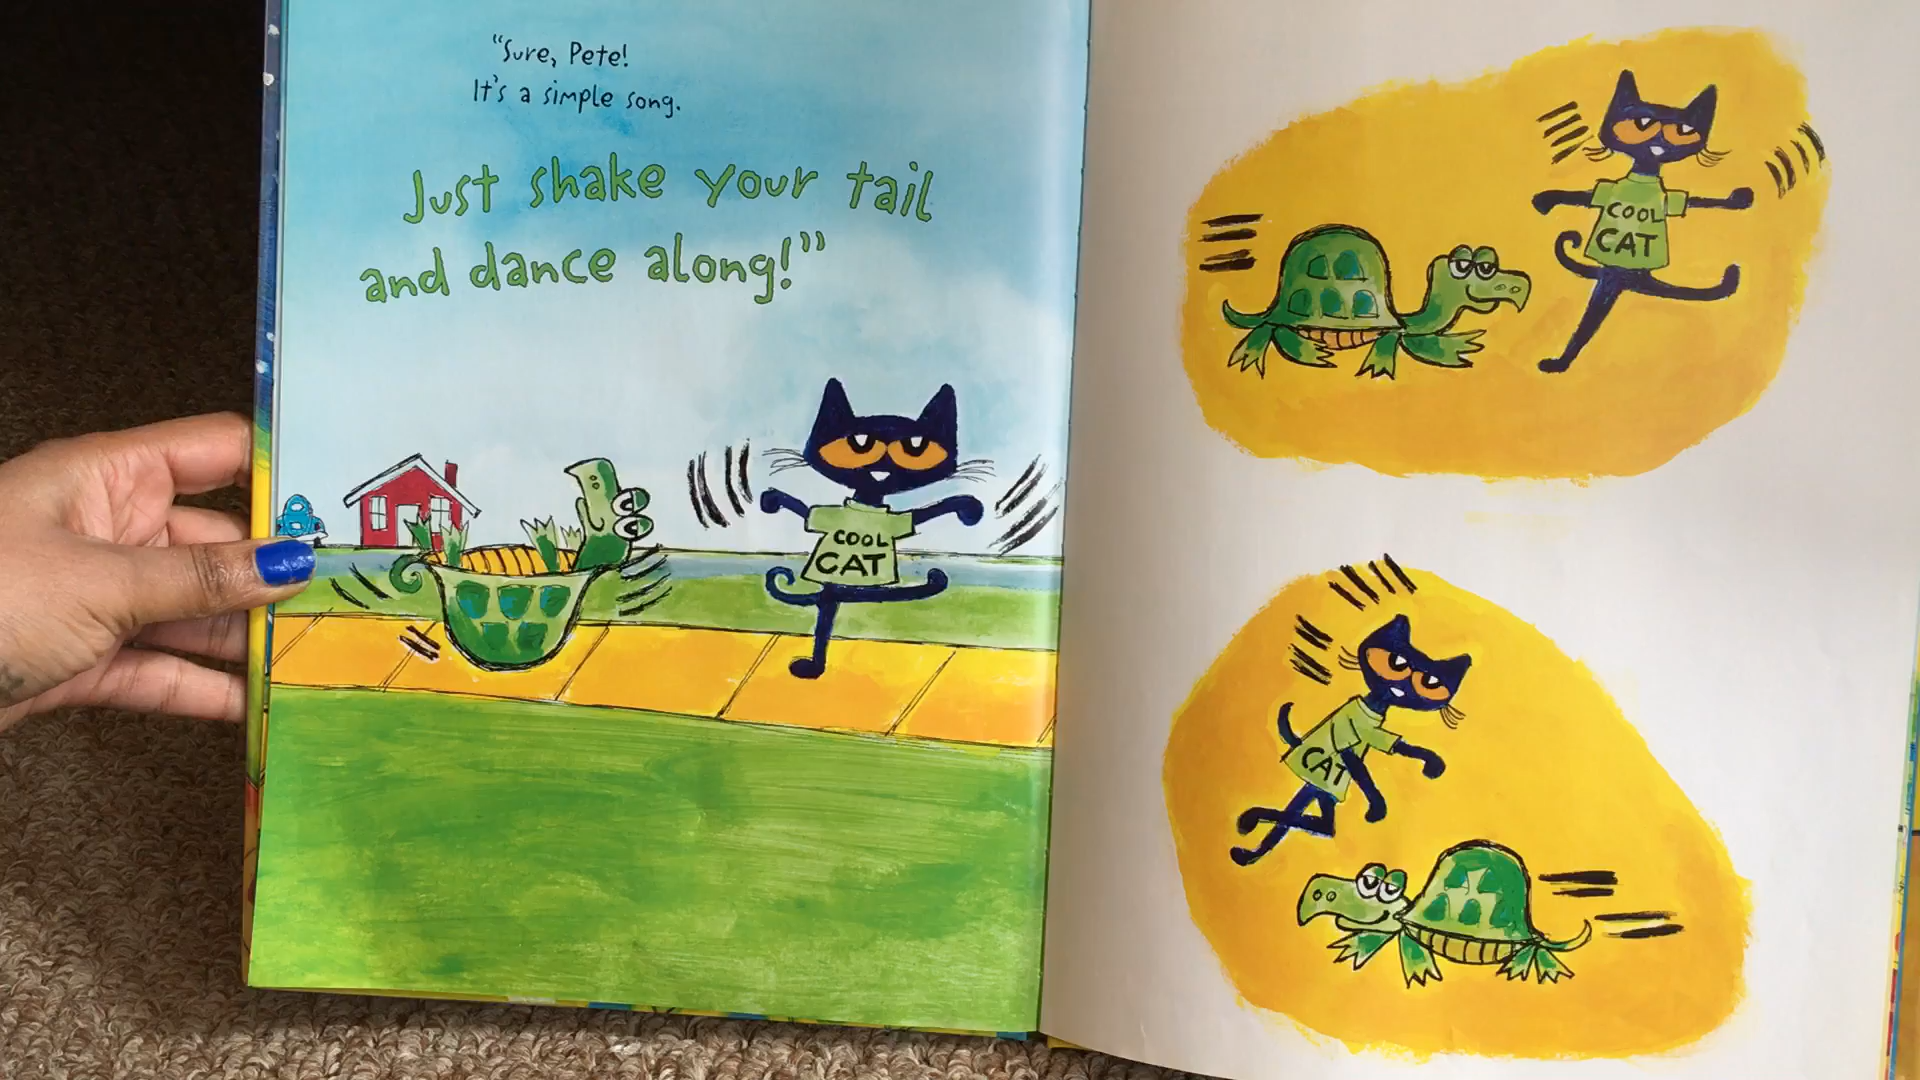 “Sure, Pete!
It's a simple song.
Just shake your tail
and dance along!”
COOL
CAT
COOL
CAT
CAT